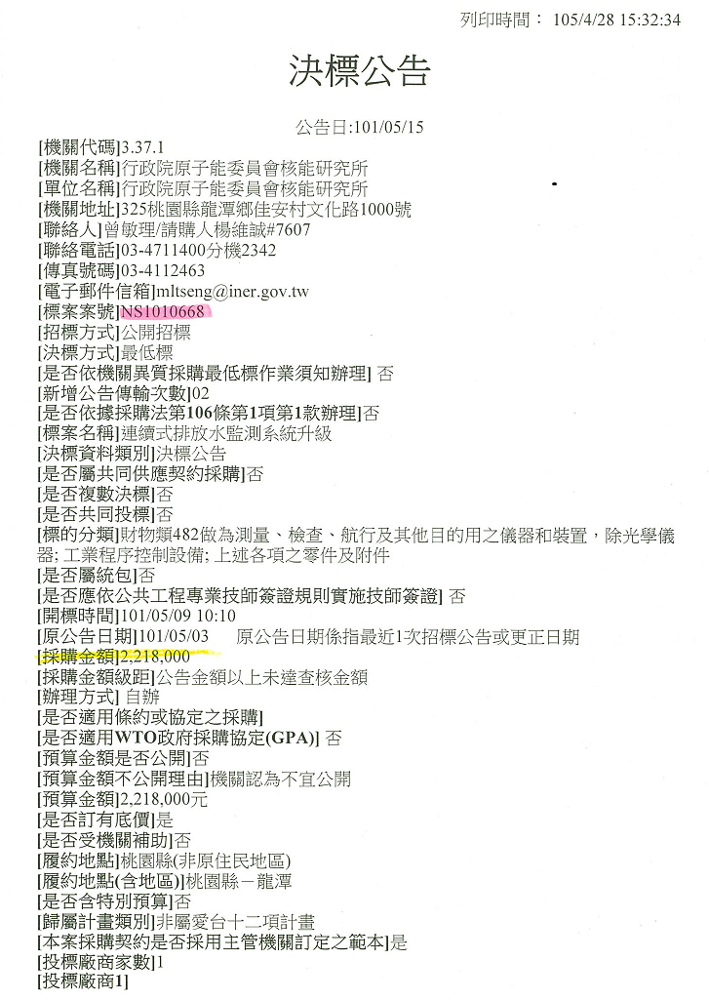 列印時間： 105/4/28 15:32:34
決標公告
公告日:101/05/15
[機關代碼]3.37.1
[機關名稱]行政院原子能委員會核能研究所
[單位名稱]行政院原子能委員會核能研究所
[機關地址]325桃園縣龍潭鄉佳安村文化路1000號
[聯絡人]曾敏理/請購人楊維誠#7607
[聯絡電話]03-4711400分機2342
[傳真號碼]03-4112463
[電子郵件信箱]mltseng@iner.gov.tw
[標案案號]NS1010668
[招標方式]公開招標
[決標方式]最低標
[是否依機關異質採購最低標作業須知辦理] 否
[新增公告傳輸次數]02
[是否依據採購法第106條第1項第1款辦理]否
[標案名稱]連續式排放水監測系統升級
[決標資料類別]決標公告
[是否屬共同供應契約採購]否
[是否複數決標]否
[是否共同投標]否
[標的分類]財物類482做為測量、檢查、航行及其他目的用之儀器和裝置，除光學儀
器; 工業程序控制設備; 上述各項之零件及附件
[是否屬統包]否
[是否應依公共工程專業技師簽證規則實施技師簽證] 否
[開標時間]101/05/09 10:10
[原公告日期]101/05/03 原公告日期係指最近1次招標公告或更正日期
[採購金額]2,218,000
[採購金額級距]公告金額以上未達查核金額
[辦理方式] 自辦
[是否適用條約或協定之採購]
[是否適用WTO政府採購協定(GPA)] 否
[預算金額是否公開]否
[預算金額不公開理由]機關認為不宜公開
[預算金額]2,218,000元
[是否訂有底價]是
[是否受機關補助]否
[履約地點]桃園縣(非原住民地區)
[履約地點(含地區)]桃園縣－龍潭
[是否含特別預算]否
[歸屬計畫類別]非屬愛台十二項計畫
[本案採購契約是否採用主管機關訂定之範本]是
[投標廠商家數]1
[投標廠商1]